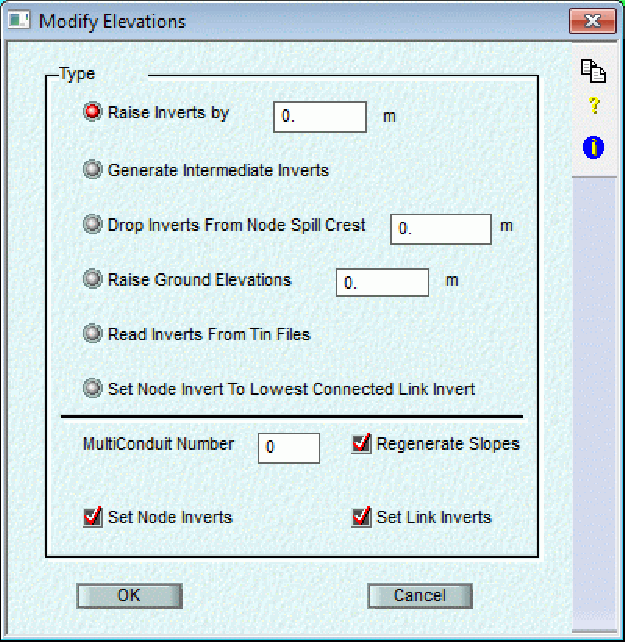 Modify Elevations
Type
Raise Inverts by 0. m
Generate Intermediate Inverts
Drop Inverts From Node Spill Crest 0. m
Raise Ground Elevations 0. m
Read Inverts From Tin Files
Set Node Invert To Lowest Connected Link Invert
MultiConduit Number 0 Regenerate Slopes
Set Node Inverts Set Link Inverts
OK Cancel